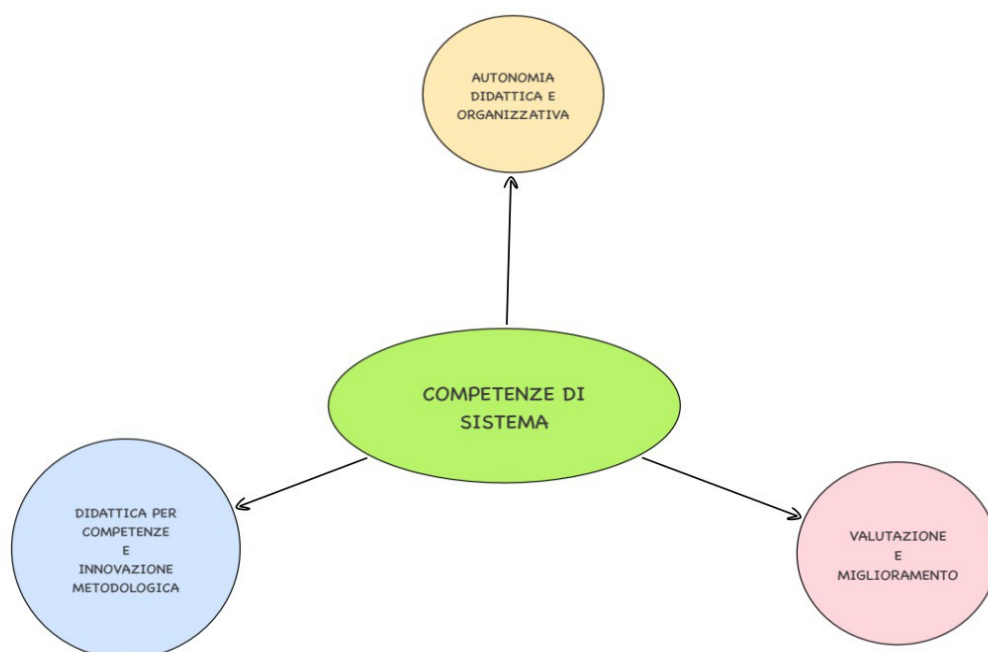 AUTONOMIA
DIDATTICA E
ORGANIZZATIVA
COMPETENZE DI
SISTEMA
DIDATTICA PER
COMPETENZE
E
INNOVAZIONE
METODOLOGICA
VALUTAZIONE
E
MIGLIORAMENTO